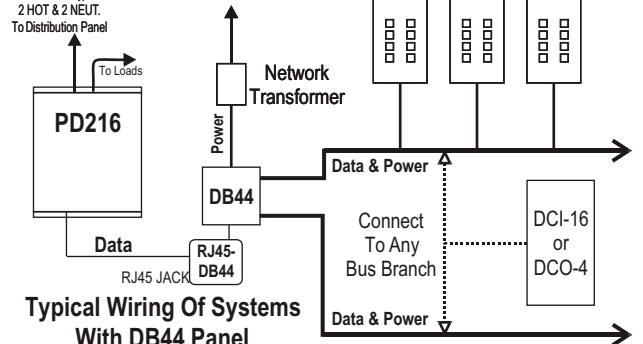 2 HOT & 2 NEUT.
To Distribution Panel
To Loads
PD216
Network
Transformer
Power
DB44
Data & Power
Connect
To Any
Bus Branch
DCI-16
or
DCO-4
Data
RJ45 JACK
RJ45-
DB44
Data & Power
Typical Wiring Of Systems
With DB44 Panel